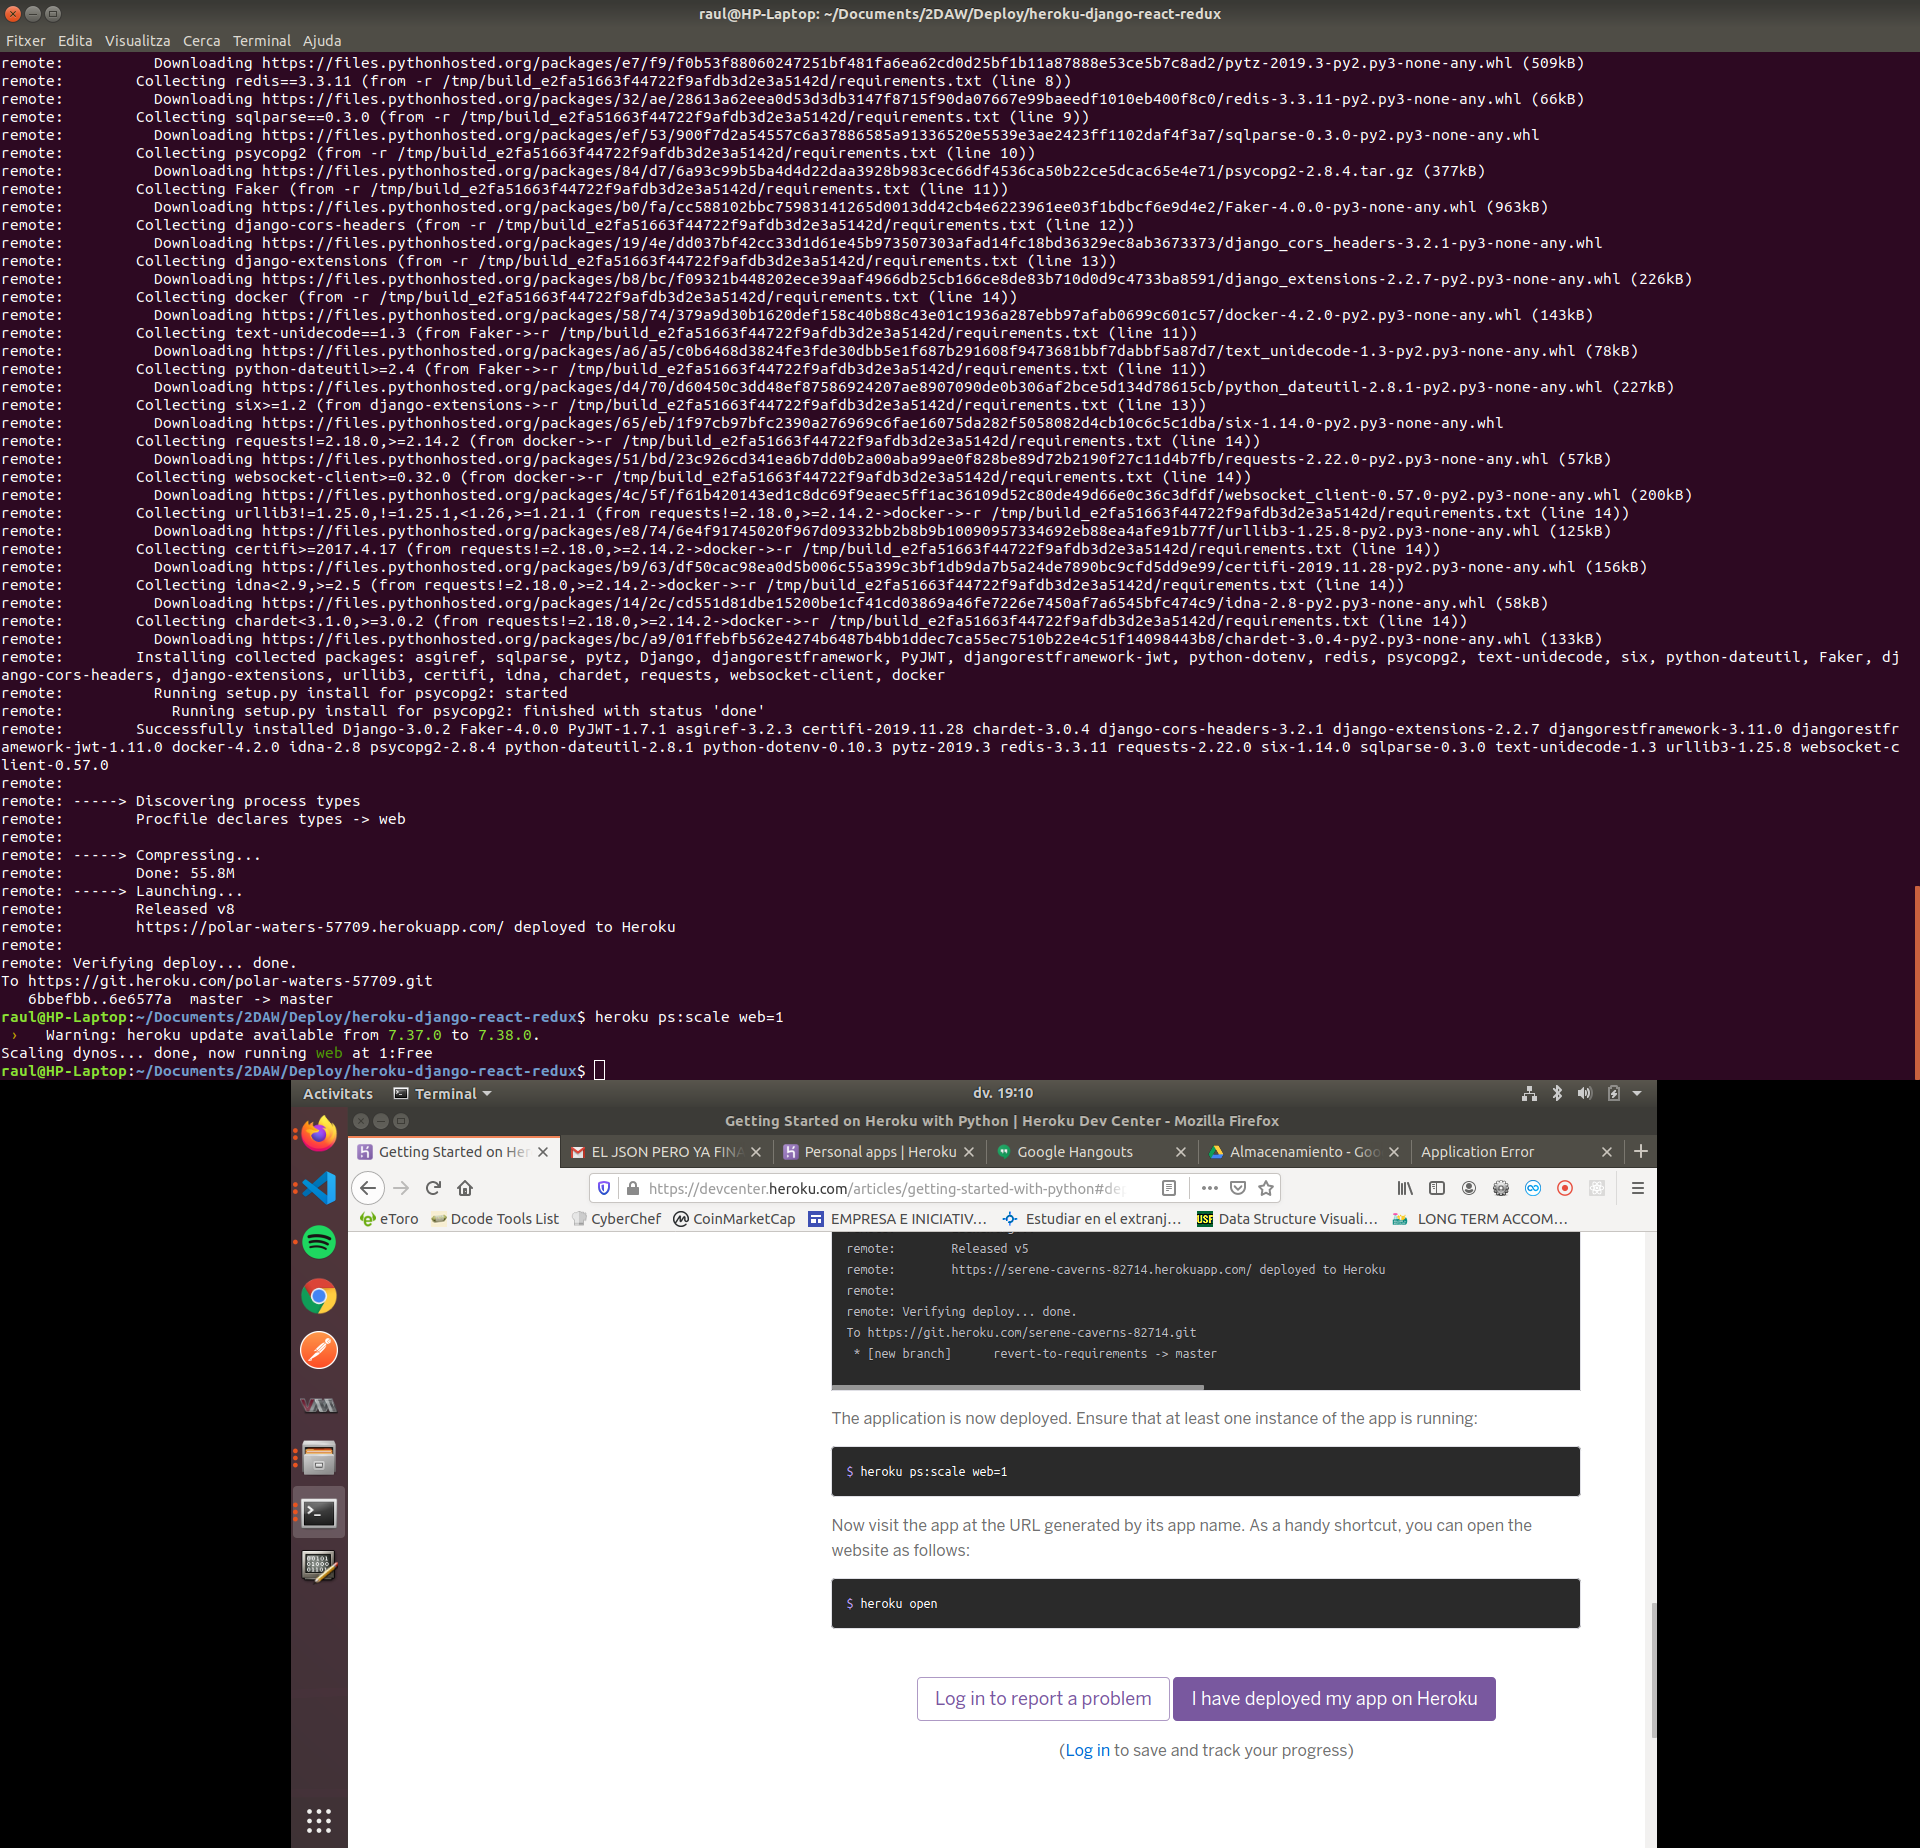 raul@HP-Laptop: ~/Documents/2DAW/Deploy/heroku-django-react-redux
Fitxer Edita Visualitza Cerca Terminal Ajuda
remote:          Downloading https://files.pythonhosted.org/packages/e7/f9/f0b53f88060247251bf481fa6ea62cd0d25bf1b11a87888e53ce5b7c8ad2/pytz-2019.3-py2.py3-none-any.whl (509kB)
remote:        Collecting redis==3.3.11 (from -r /tmp/build_e2fa51663f44722f9afdb3d2e3a5142d/requirements.txt (line 8))
remote:          Downloading https://files.pythonhosted.org/packages/32/ae/28613a62eea0d53d3db3147f8715f90da07667e99baeedf1010eb400f8c0/redis-3.3.11-py2.py3-none-any.whl (66kB)
remote:        Collecting sqlparse==0.3.0 (from -r /tmp/build_e2fa51663f44722f9afdb3d2e3a5142d/requirements.txt (line 9))
remote:          Downloading https://files.pythonhosted.org/packages/ef/53/900f7d2a54557c6a37886585a91336520e5539e3ae2423ff1102daf4f3a7/sqlparse-0.3.0-py2.py3-none-any.whl
remote:        Collecting psycopg2 (from -r /tmp/build_e2fa51663f44722f9afdb3d2e3a5142d/requirements.txt (line 10))
remote:          Downloading https://files.pythonhosted.org/packages/84/d7/6a93c99b5ba4d4d22daa3928b983cec66df4536ca50b22ce5dcac65e4e71/psycopg2-2.8.4.tar.gz (377kB)
remote:        Collecting Faker (from -r /tmp/build_e2fa51663f44722f9afdb3d2e3a5142d/requirements.txt (line 11))
remote:          Downloading https://files.pythonhosted.org/packages/b0/fa/cc588102bbc75983141265d0013dd42cb4e6223961ee03f1bdbcf6e9d4e2/Faker-4.0.0-py3-none-any.whl (963kB)
remote:        Collecting django-cors-headers (from -r /tmp/build_e2fa51663f44722f9afdb3d2e3a5142d/requirements.txt (line 12))
remote:          Downloading https://files.pythonhosted.org/packages/19/4e/dd037bf42cc33d1d61e45b973507303afad14fc18bd36329ec8ab3673373/django_cors_headers-3.2.1-py3-none-any.whl
remote:        Collecting django-extensions (from -r /tmp/build_e2fa51663f44722f9afdb3d2e3a5142d/requirements.txt (line 13))
remote:          Downloading https://files.pythonhosted.org/packages/b8/bc/f09321b448202ece39aaf4966db25cb166ce8de83b710d0d9c4733ba8591/django_extensions-2.2.7-py2.py3-none-any.whl (226kB)
remote:        Collecting docker (from -r /tmp/build_e2fa51663f44722f9afdb3d2e3a5142d/requirements.txt (line 14))
remote:          Downloading https://files.pythonhosted.org/packages/58/74/379a9d30b1620def158c40b88c43e01c1936a287ebb97afab0699c601c57/docker-4.2.0-py2.py3-none-any.whl (143kB)
remote:        Collecting text-unidecode==1.3 (from Faker->-r /tmp/build_e2fa51663f44722f9afdb3d2e3a5142d/requirements.txt (line 11))
remote:          Downloading https://files.pythonhosted.org/packages/a6/a5/c0b6468d3824fe3fde30dbb5e1f687b291608f9473681bbf7dabbf5a87d7/text_unidecode-1.3-py2.py3-none-any.whl (78kB)
remote:        Collecting python-dateutil>=2.4 (from Faker->-r /tmp/build_e2fa51663f44722f9afdb3d2e3a5142d/requirements.txt (line 11))
remote:          Downloading https://files.pythonhosted.org/packages/d4/70/d60450c3dd48ef87586924207ae8907090de0b306af2bce5d134d78615cb/python_dateutil-2.8.1-py2.py3-none-any.whl (227kB)
remote:        Collecting six>=1.2 (from django-extensions->-r /tmp/build_e2fa51663f44722f9afdb3d2e3a5142d/requirements.txt (line 13))
remote:          Downloading https://files.pythonhosted.org/packages/65/eb/1f97cb97bfc2390a276969c6fae16075da282f5058082d4cb10c6c5c1dba/six-1.14.0-py2.py3-none-any.whl
remote:        Collecting requests!=2.18.0,>=2.14.2 (from docker->-r /tmp/build_e2fa51663f44722f9afdb3d2e3a5142d/requirements.txt (line 14))
remote:          Downloading https://files.pythonhosted.org/packages/51/bd/23c926cd341ea6b7dd0b2a00aba99ae0f828be89d72b2190f27c11d4b7fb/requests-2.22.0-py2.py3-none-any.whl (57kB)
remote:        Collecting websocket-client>=0.32.0 (from docker->-r /tmp/build_e2fa51663f44722f9afdb3d2e3a5142d/requirements.txt (line 14))
remote:          Downloading https://files.pythonhosted.org/packages/4c/5f/f61b420143ed1c8dc69f9eaec5ff1ac36109d52c80de49d66e0c36c3dfdf/websocket_client-0.57.0-py2.py3-none-any.whl (200kB)
remote:        Collecting urllib3!=1.25.0,!=1.25.1,<1.26,>=1.21.1 (from requests!=2.18.0,>=2.14.2->docker->-r /tmp/build_e2fa51663f44722f9afdb3d2e3a5142d/requirements.txt (line 14))
remote:          Downloading https://files.pythonhosted.org/packages/e8/74/6e4f91745020f967d09332bb2b8b9b10090957334692eb88ea4afe91b77f/urllib3-1.25.8-py2.py3-none-any.whl (125kB)
remote:        Collecting certifi>=2017.4.17 (from requests!=2.18.0,>=2.14.2->docker->-r /tmp/build_e2fa51663f44722f9afdb3d2e3a5142d/requirements.txt (line 14))
remote:          Downloading https://files.pythonhosted.org/packages/b9/63/df50cac98ea0d5b006c55a399c3bf1db9da7b5a24de7890bc9cfd5dd9e99/certifi-2019.11.28-py2.py3-none-any.whl (156kB)
remote:        Collecting idna<2.9,>=2.5 (from requests!=2.18.0,>=2.14.2->docker->-r /tmp/build_e2fa51663f44722f9afdb3d2e3a5142d/requirements.txt (line 14))
remote:          Downloading https://files.pythonhosted.org/packages/14/2c/cd551d81dbe15200be1cf41cd03869a46fe7226e7450af7a6545bfc474c9/idna-2.8-py2.py3-none-any.whl (58kB)
remote:        Collecting chardet<3.1.0,>=3.0.2 (from requests!=2.18.0,>=2.14.2->docker->-r /tmp/build_e2fa51663f44722f9afdb3d2e3a5142d/requirements.txt (line 14))
remote:          Downloading https://files.pythonhosted.org/packages/bc/a9/01ffebfb562e4274b6487b4bb1ddec7ca55ec7510b22e4c51f14098443b8/chardet-3.0.4-py2.py3-none-any.whl (133kB)
remote:        Installing collected packages: asgiref, sqlparse, pytz, Django, djangorestframework, PyJWT, djangorestframework-jwt, python-dotenv, redis, psycopg2, text-unidecode, six, python-dateutil, Faker, dj
ango-cors-headers, django-extensions, urllib3, certifi, idna, chardet, requests, websocket-client, docker
remote:          Running setup.py install for psycopg2: started
remote:            Running setup.py install for psycopg2: finished with status 'done'
remote:        Successfully installed Django-3.0.2 Faker-4.0.0 PyJWT-1.7.1 asgiref-3.2.3 certifi-2019.11.28 chardet-3.0.4 django-cors-headers-3.2.1 django-extensions-2.2.7 djangorestframework-3.11.0 djangorestfr
amework-jwt-1.11.0 docker-4.2.0 idna-2.8 psycopg2-2.8.4 python-dateutil-2.8.1 python-dotenv-0.10.3 pytz-2019.3 redis-3.3.11 requests-2.22.0 six-1.14.0 sqlparse-0.3.0 text-unidecode-1.3 urllib3-1.25.8 websocket-c
lient-0.57.0
remote:
remote: -----> Discovering process types
remote:        Procfile declares types -> web
remote:
remote: -----> Compressing...
remote:        Done: 55.8M
remote: -----> Launching...
remote:        Released v8
remote:        https://polar-waters-57709.herokuapp.com/ deployed to Heroku
remote:
remote: Verifying deploy... done.
To https://git.heroku.com/polar-waters-57709.git
   6bbefbb..6e6577a  master -> master
raul@HP-Laptop:~/Documents/2DAW/Deploy/heroku-django-react-redux$ heroku ps:scale web=1
 ›   Warning: heroku update available from 7.37.0 to 7.38.0.
Scaling dynos... done, now running web at 1:Free
raul@HP-Laptop:~/Documents/2DAW/Deploy/heroku-django-react-redux$
Activitats Terminal dv. 19:10
Getting Started on Heroku with Python | Heroku Dev Center - Mozilla Firefox
Getting Started on Her EL JSON PERO YA FINA Personal apps | Heroku Google Hangouts Almacenamiento - Goo Application Error
https://devcenter.heroku.com/articles/getting-started-with-python#de
eToro Dcode Tools List CyberChef CoinMarketCap EMPRESA E INICIATIV… Estudiar en el extranj… USF Data Structure Visuali… LONG TERM ACCOM…
remote:        Released v5
remote:        https://serene-caverns-82714.herokuapp.com/ deployed to Heroku
remote:
remote: Verifying deploy... done.
To https://git.heroku.com/serene-caverns-82714.git
 * [new branch]      revert-to-requirements -> master
The application is now deployed. Ensure that at least one instance of the app is running:
$ heroku ps:scale web=1
Now visit the app at the URL generated by its app name. As a handy shortcut, you can open the
website as follows:
$ heroku open
Log in to report a problem I have deployed my app on Heroku
(Log in to save and track your progress)